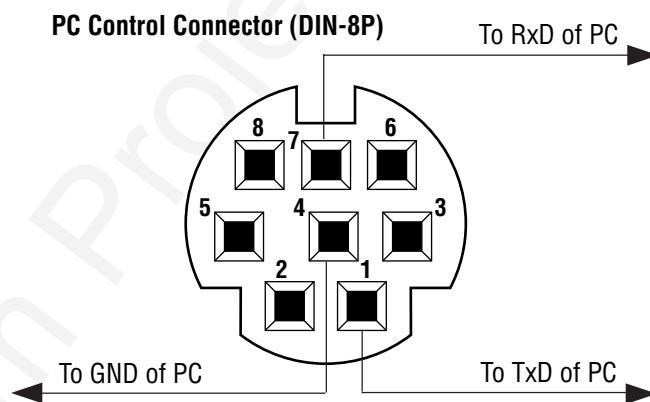 PC Control Connector (DIN-8P)
To RxD of PC
8 7 6
5 4 3
2 1
To GND of PC
To TxD of PC